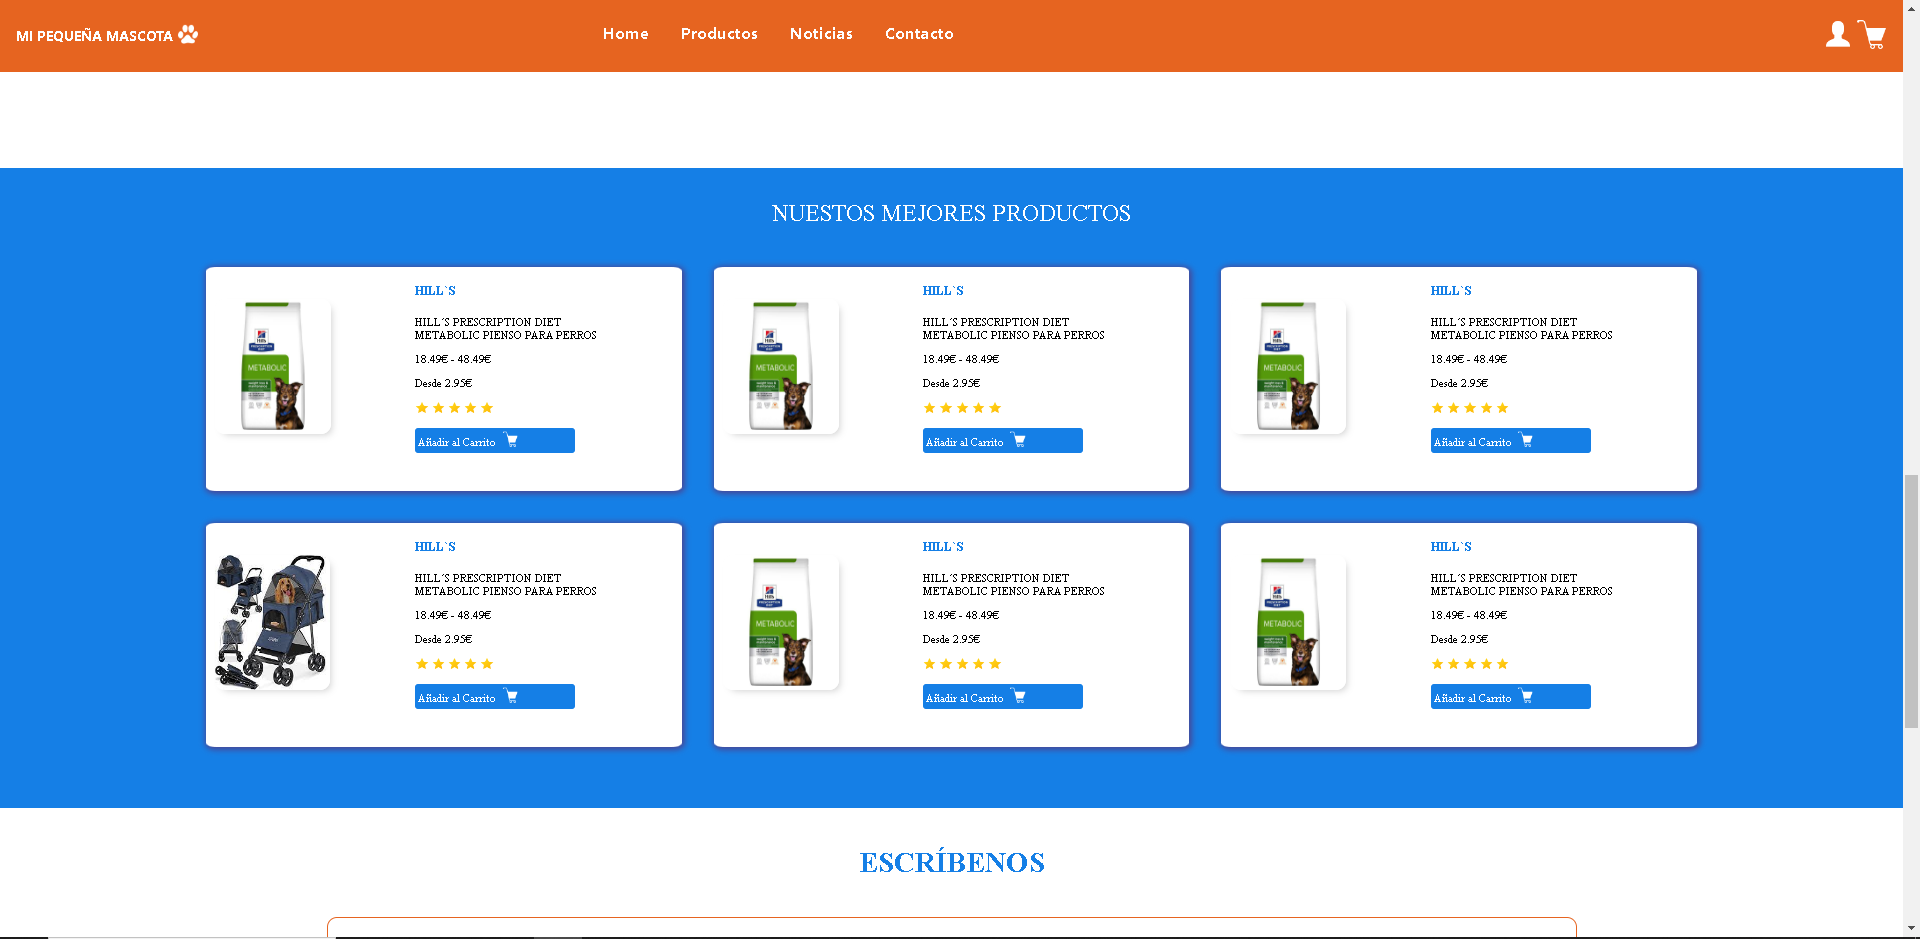 MI PEQUEÑA MASCOTA
Home Productos Noticias Contacto
NUESTOS MEJORES PRODUCTOS
HILL`S
HILL´S PRESCRIPTION DIET
METABOLIC PIENSO PARA PERROS
18.49€ - 48.49€
Desde 2.95€
Añadir al Carrito
METABOLIC
HILL`S
HILL´S PRESCRIPTION DIET
METABOLIC PIENSO PARA PERROS
18.49€ - 48.49€
Desde 2.95€
Añadir al Carrito
METABOLIC
HILL`S
HILL´S PRESCRIPTION DIET
METABOLIC PIENSO PARA PERROS
18.49€ - 48.49€
Desde 2.95€
Añadir al Carrito
METABOLIC
HILL`S
HILL´S PRESCRIPTION DIET
METABOLIC PIENSO PARA PERROS
18.49€ - 48.49€
Desde 2.95€
Añadir al Carrito
HILL`S
HILL´S PRESCRIPTION DIET
METABOLIC PIENSO PARA PERROS
18.49€ - 48.49€
Desde 2.95€
Añadir al Carrito
METABOLIC
HILL`S
HILL´S PRESCRIPTION DIET
METABOLIC PIENSO PARA PERROS
18.49€ - 48.49€
Desde 2.95€
Añadir al Carrito
METABOLIC
ESCRÍBENOS